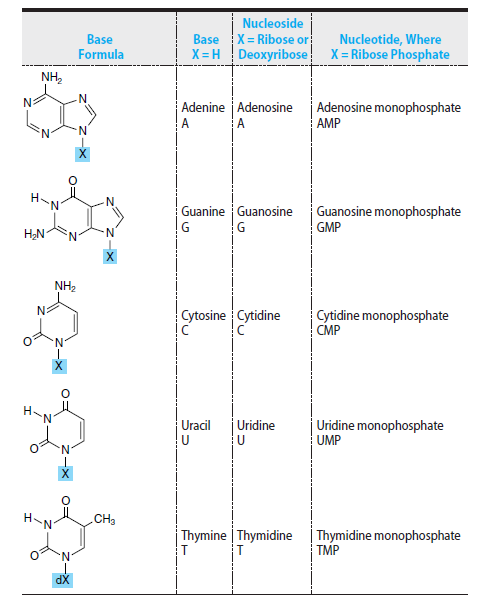 Base
Formula
Base
X = H
Nucleoside
X = Ribose or
Deoxyribose
Nucleotide, Where
X = Ribose Phosphate
NH₂
N
N
N
N
X
Adenine
A
Adenosine
A
Adenosine monophosphate
AMP
O
H
N
N
H₂N
N
N
X
Guanine
G
Guanosine
G
Guanosine monophosphate
GMP
NH₂
N
O
N
X
Cytosine
C
Cytidine
C
Cytidine monophosphate
CMP
O
H
N
O
N
X
Uracil
U
Uridine
U
Uridine monophosphate
UMP
O
H
N
CH₃
O
N
dX
Thymine
T
Thymidine
T
Thymidine monophosphate
TMP